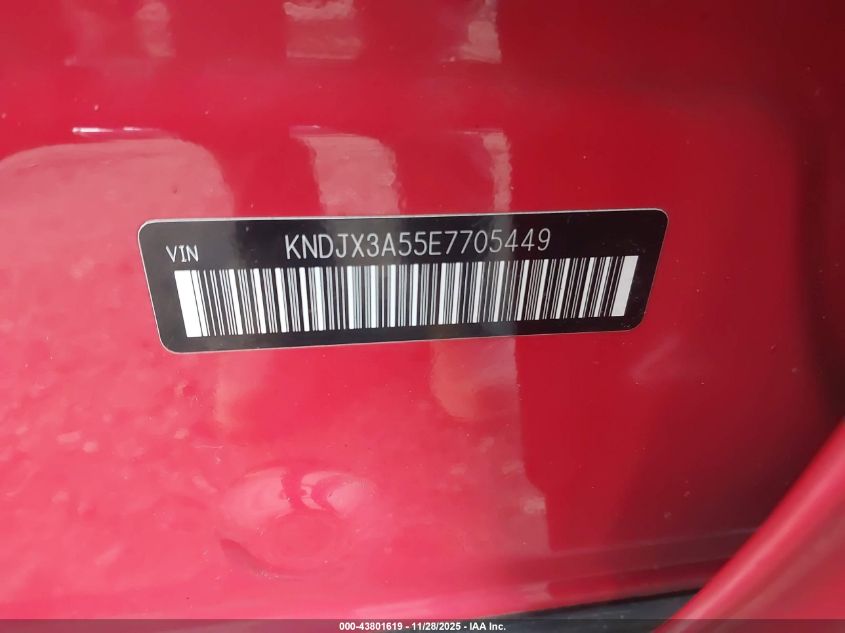 VIN KNDJX3A55E7705449
000-43801619 - 11/28/2025 - IAA Inc.